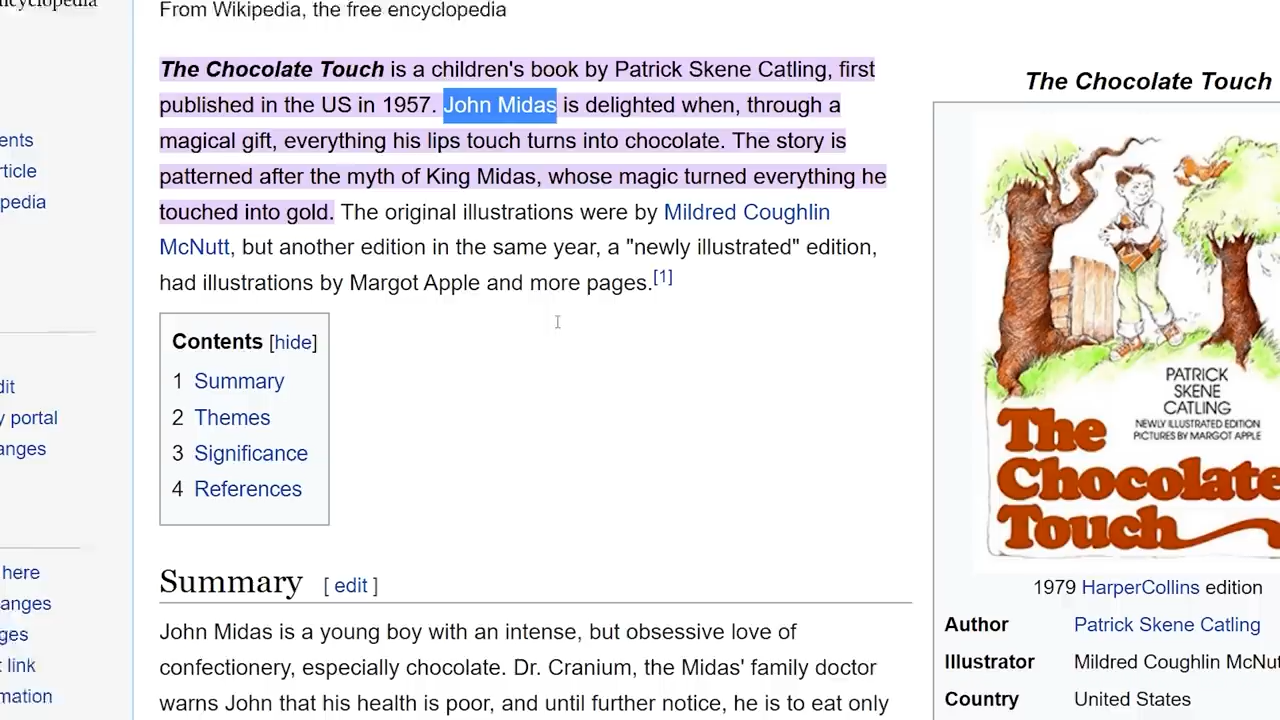 From Wikipedia, the free encyclopedia
The Chocolate Touch is a children's book by Patrick Skene Catling, first
published in the US in 1957. John Midas is delighted when, through a
magical gift, everything his lips touch turns into chocolate. The story is
patterned after the myth of King Midas, whose magic turned everything he
touched into gold. The original illustrations were by Mildred Coughlin
McNutt, but another edition in the same year, a "newly illustrated" edition,
had illustrations by Margot Apple and more pages.[1]
Contents [hide]
1 Summary
2 Themes
3 Significance
4 References
Summary [ edit ]
John Midas is a young boy with an intense, but obsessive love of
confectionery, especially chocolate. Dr. Cranium, the Midas' family doctor
warns John that his health is poor, and until further notice, he is to eat only
ncyclopedia
ents
rticle
pedia
dit
y portal
anges
here
anges
ges
link
mation
The Chocolate Touch
PATRICK
SKENE
CATLING
NEWLY ILLUSTRATED EDITION
PICTURES BY MARGOT APPLE
The
Chocolate
Touch
1979 HarperCollins edition
Author Patrick Skene Catling
Illustrator Mildred Coughlin McNu
Country United States